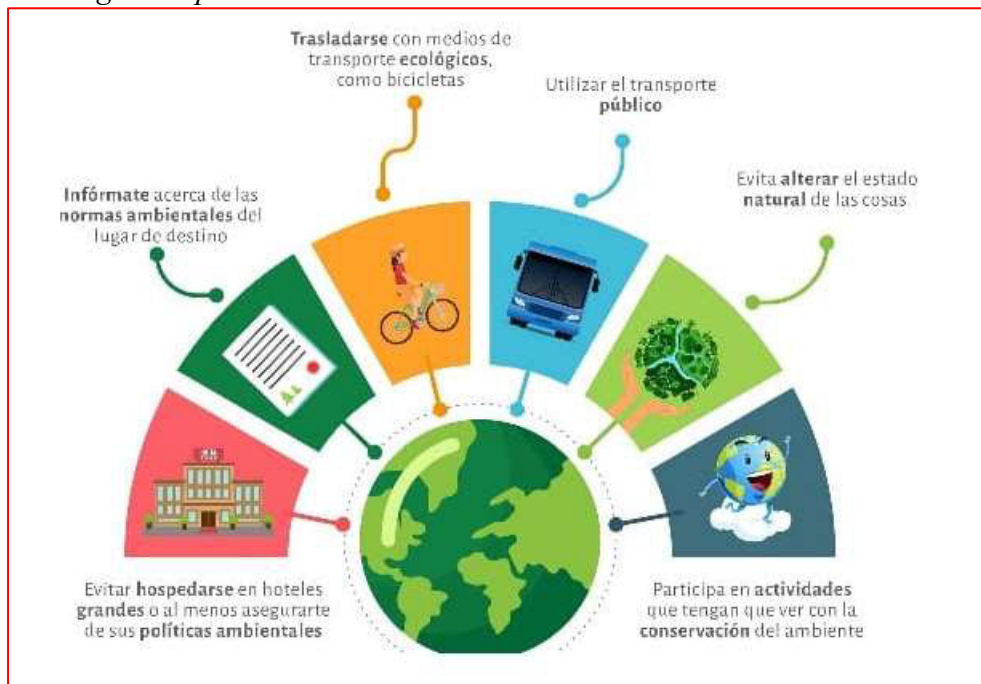 Trasladarse con medios de
transporte ecológicos,
como bicicletas
Utilizar el transporte
público
Infórmate acerca de las
normas ambientales del
lugar de destino
Evita alterar el estado
natural de las cosas
Evitar hospedarse en hoteles
grandes o al menos asegurarte
de sus políticas ambientales
Participa en actividades
que tengan que ver con la
conservación del ambiente